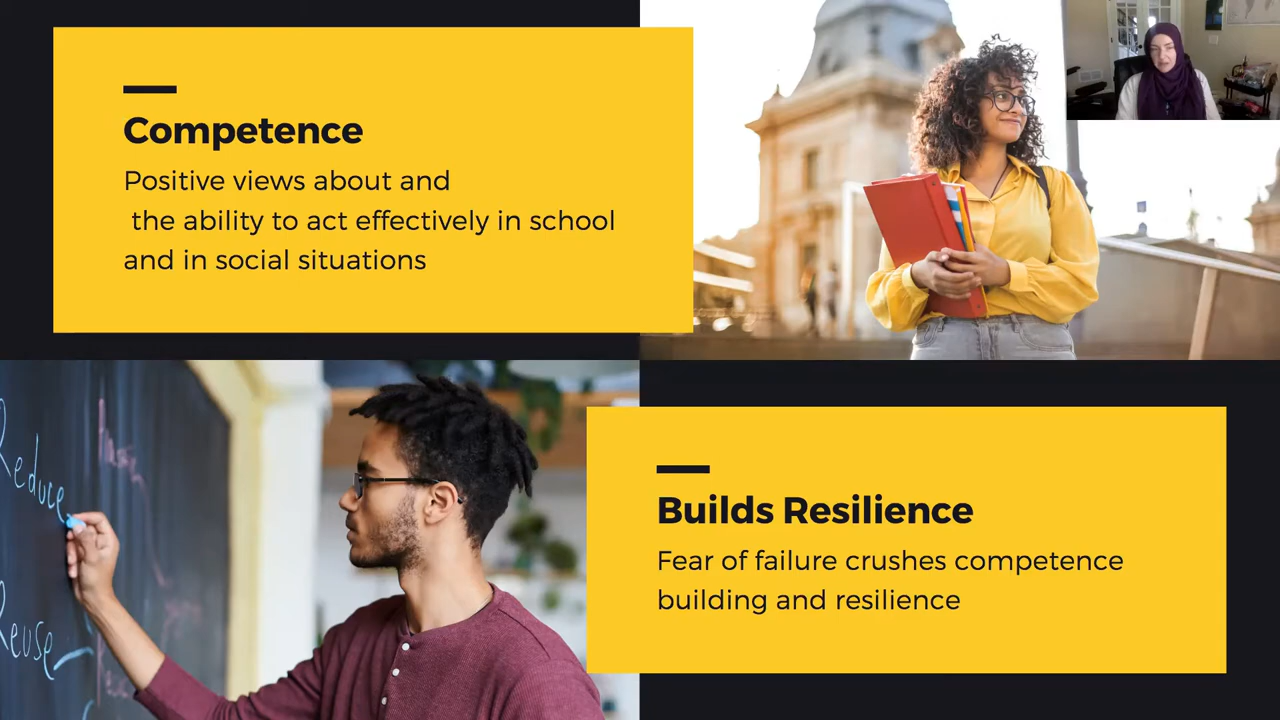 Competence
Positive views about and
the ability to act effectively in school
and in social situations
Reduce
Reuse
Builds Resilience
Fear of failure crushes competence
building and resilience